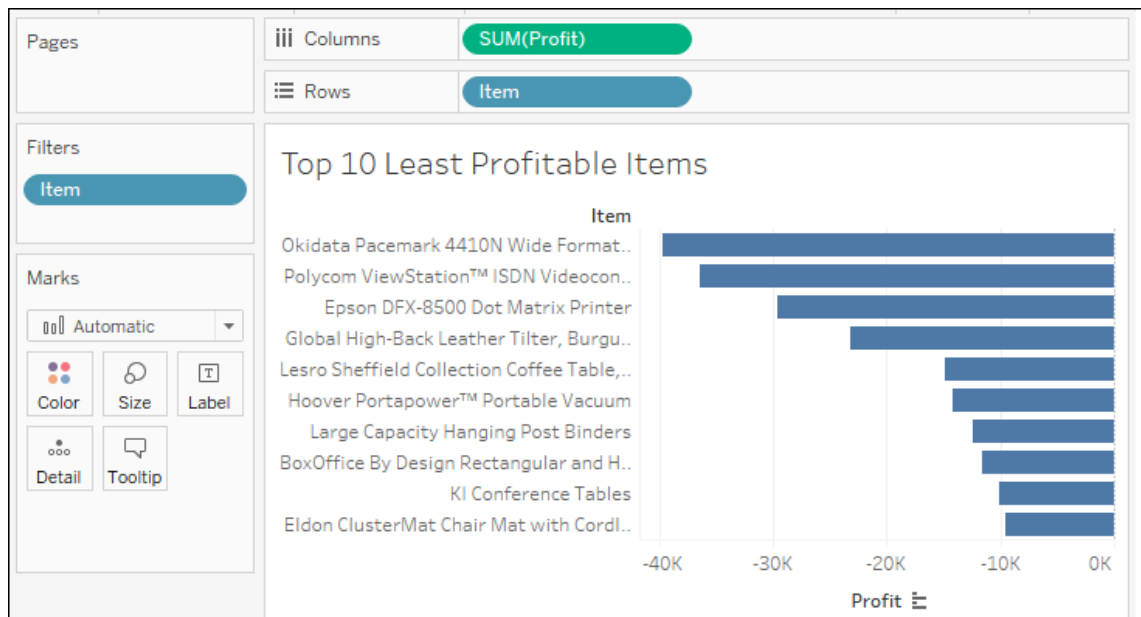 Pages
Columns
SUM(Profit)
Rows
Item
Filters
Item
Marks
Automatic
Color
Size
T
Label
Detail
Tooltip
Top 10 Least Profitable Items
Item
Okidata Pacemark 4410N Wide Format..
Polycom ViewStation™ ISDN Videocon..
Epson DFX-8500 Dot Matrix Printer
Global High-Back Leather Tilter, Burgu..
Lesro Sheffield Collection Coffee Table,..
Hoover Portapower™ Portable Vacuum
Large Capacity Hanging Post Binders
BoxOffice By Design Rectangular and H..
KI Conference Tables
Eldon ClusterMat Chair Mat with Cordl..
-40K -30K -20K -10K 0K
Profit